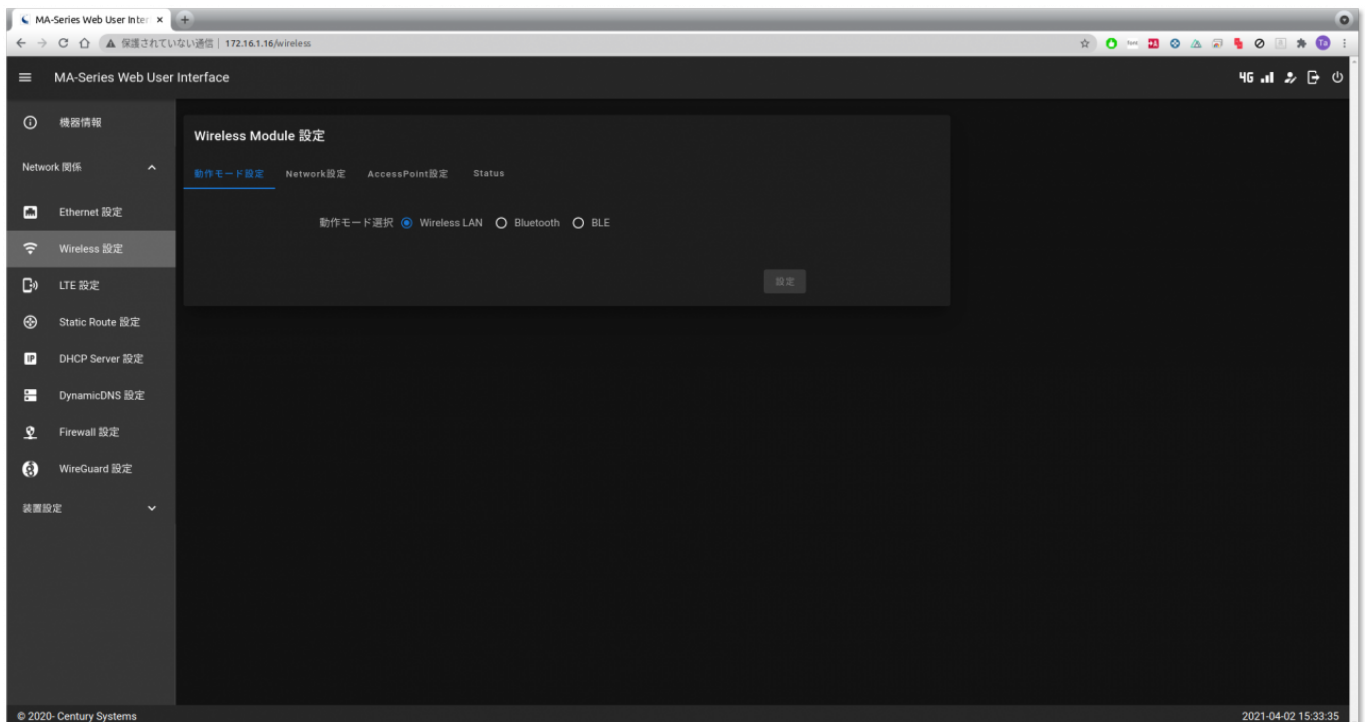 MA-Series Web User Inter
保護されていない通信 | 172.16.1.16/wireless
MA-Series Web User Interface
4G
機器情報
Network 関係
Ethernet 設定
Wireless 設定
LTE 設定
Static Route 設定
DHCP Server 設定
IP
DynamicDNS 設定
Firewall 設定
WireGuard 設定
装置設定
Wireless Module 設定
動作モード設定 Network設定 AccessPoint設定 Status
動作モード選択 Wireless LAN Bluetooth BLE
設定
© 2020- Century Systems
2021-04-02 15:33:35